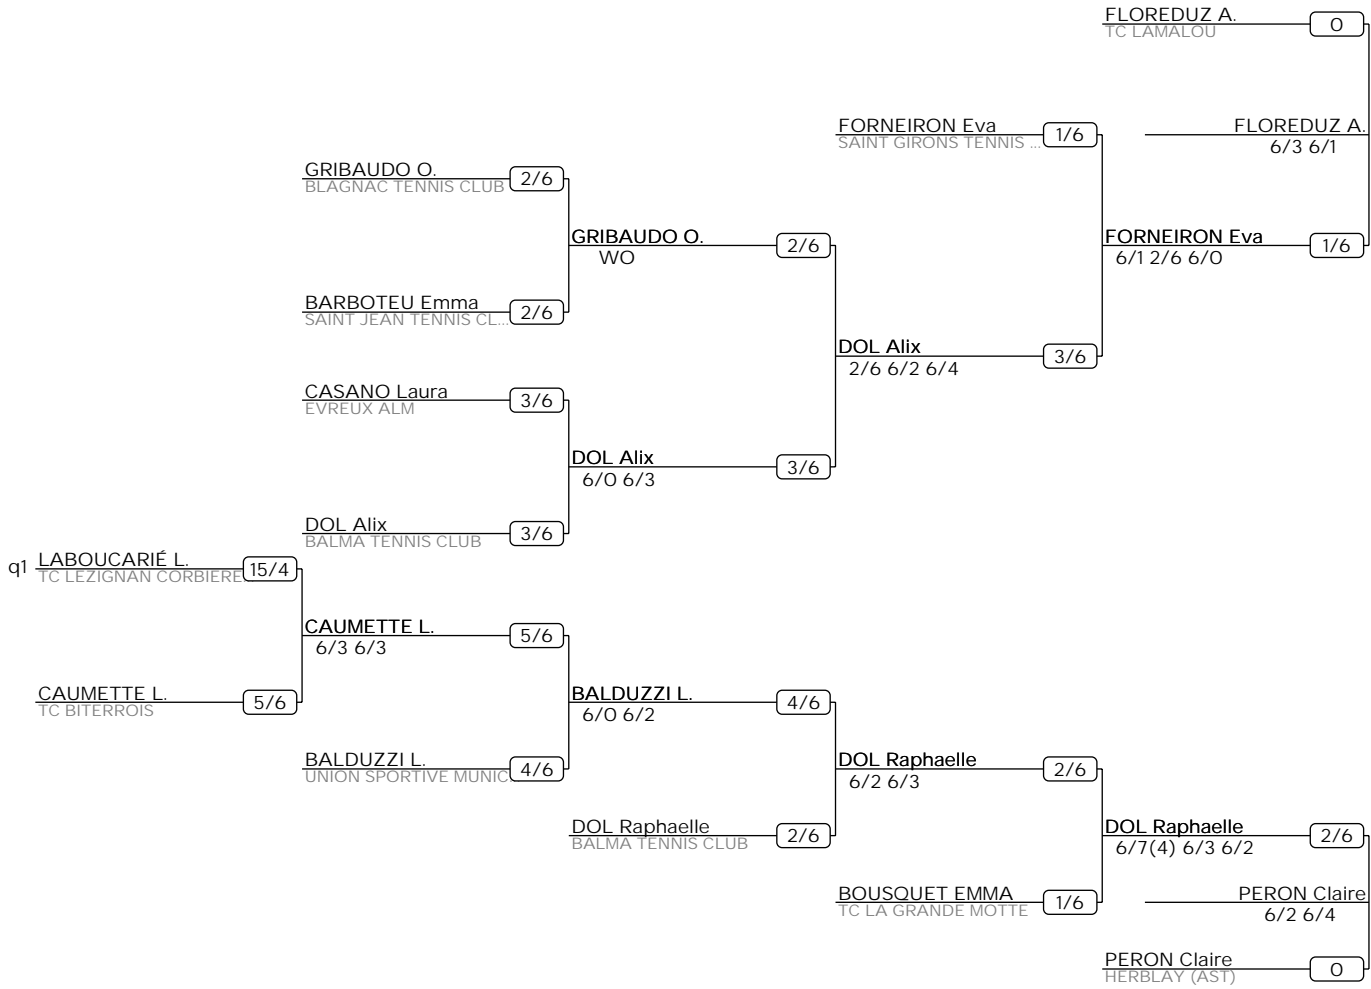 FLOREDUZ A.
TC LAMALOU
0
FORNEIRON Eva
SAINT GIRONS TENNIS ...
1/6
FLOREDUZ A.
6/3 6/1
GRIBAUDO O.
BLAGNAC TENNIS CLUB
2/6
GRIBAUDO O.
WO
2/6
FORNEIRON Eva
6/1 2/6 6/0
1/6
BARBOTEU Emma
SAINT JEAN TENNIS CL...
2/6
DOL Alix
2/6 6/2 6/4
3/6
CASANO Laura
EVREUX ALM
3/6
DOL Alix
6/0 6/3
3/6
DOL Alix
BALMA TENNIS CLUB
3/6
q1 LABOUCARIÉ L.
TC LEZIGNAN CORBIERE...
15/4
CAUMETTE L.
6/3 6/3
5/6
CAUMETTE L.
TC BITERROIS
5/6
BALDUZZI L.
6/0 6/2
4/6
BALDUZZI L.
UNION SPORTIVE MUNIC...
4/6
DOL Raphaelle
6/2 6/3
2/6
DOL Raphaelle
BALMA TENNIS CLUB
2/6
DOL Raphaelle
6/7(4) 6/3 6/2
2/6
BOUSQUET EMMA
TC LA GRANDE MOTTE
1/6
PERON Claire
6/2 6/4
PERON Claire
HERBLAY (AST)
0